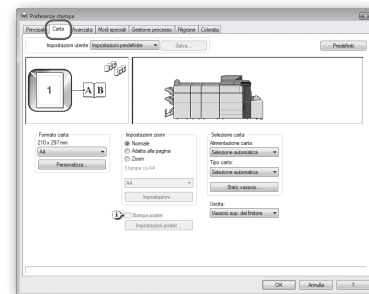 Preferenze stampa
Principale Carta Avanzata Modi speciali Gestione processo Filigrane Colorata
Impostazioni utente: Impostazioni predefinite Salva... Predefiniti
1 A B
Formato carta
210 x 297 mm
A4
Personalizza...
Impostazioni zoom
Normale
Adatta alla pagina
Zoom
Stampa su A4
A4
Impostazioni...
Stampa poster
Impostazioni poster...
Selezione carta
Alimentazione carta:
Selezione automatica
Tipo carta:
Selezione automatica
Stato vassoio...
Uscita:
Vassoio sup. del finitore
OK Annulla ?